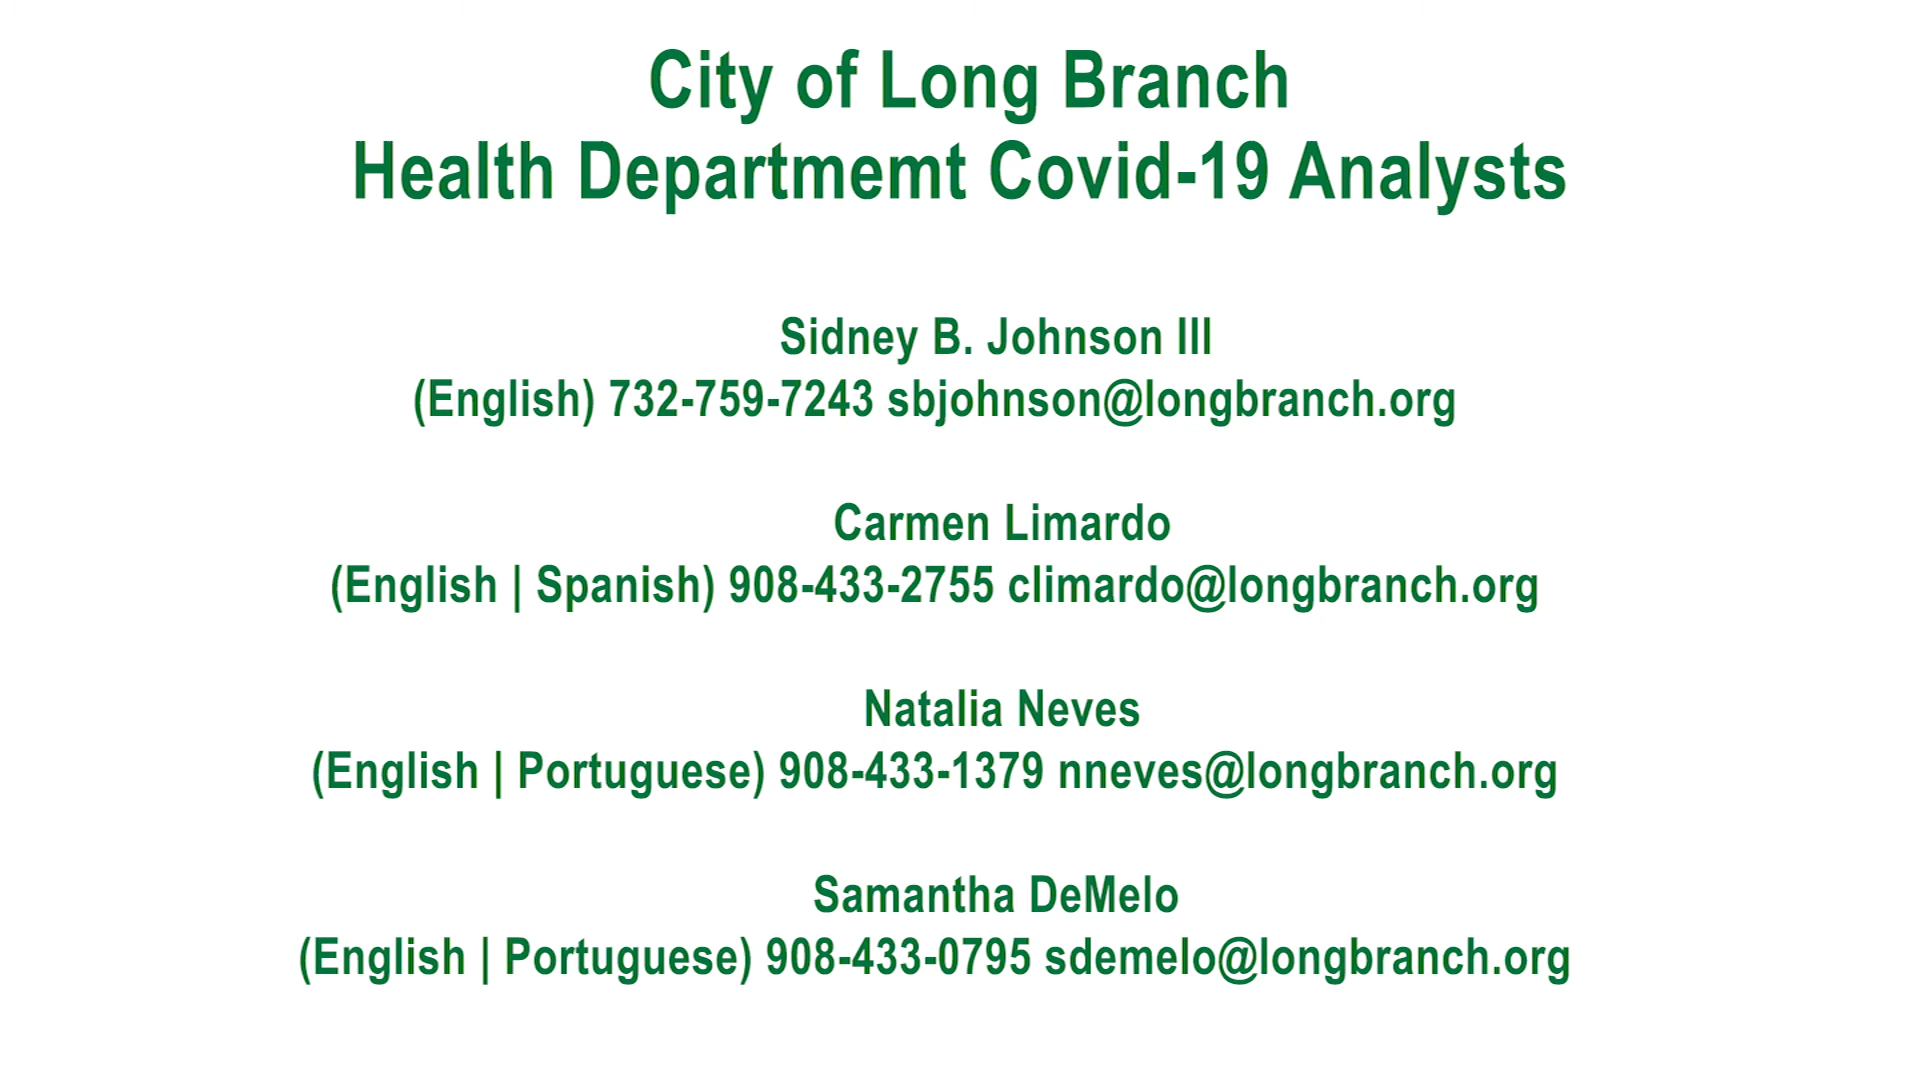 City of Long Branch
Health Departmemt Covid-19 Analysts
Sidney B. Johnson III
(English) 732-759-7243 sbjohnson@longbranch.org
Carmen Limardo
(English | Spanish) 908-433-2755 climardo@longbranch.org
Natalia Neves
(English | Portuguese) 908-433-1379 nneves@longbranch.org
Samantha DeMelo
(English | Portuguese) 908-433-0795 sdemelo@longbranch.org